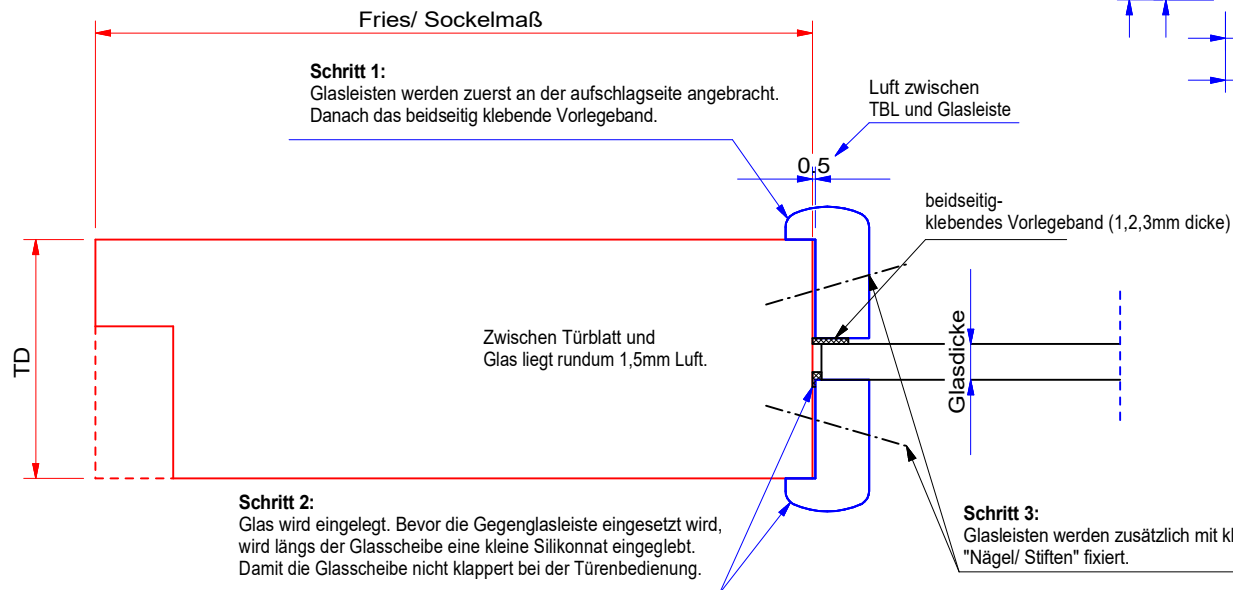 Fries/ Sockelmaß
Schritt 1:
Glasleisten werden zuerst an der aufschlagseite angebracht.
Danach das beidseitig klebende Vorlegeband.
Luft zwischen
TBL und Glasleiste
0,5
beidseitig-
klebendes Vorlegeband (1,2,3mm dicke)
TD
Zwischen Türblatt und
Glas liegt rundum 1,5mm Luft.
Glasdicke
Schritt 2:
Glas wird eingelegt. Bevor die Gegenglasleiste eingesetzt wird,
wird längs der Glasscheibe eine kleine Silikonnat eingeglebt.
Damit die Glasscheibe nicht klappert bei der Türenbedienung.
Schritt 3:
Glasleisten werden zusätzlich mit
"Nägel/ Stiften" fixiert.